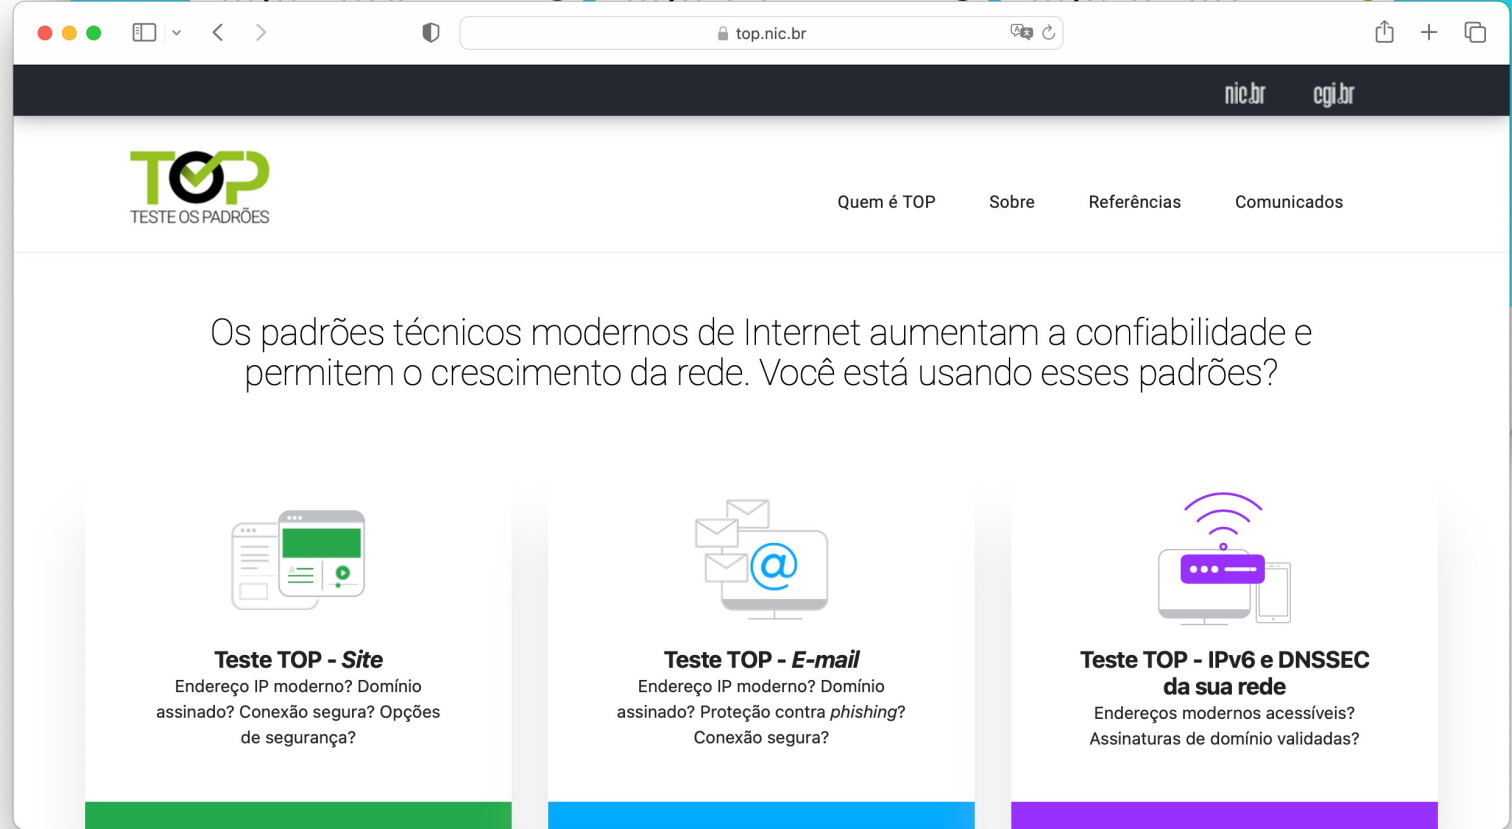 top.nic.br
nic.br cgi.br
TOP
TESTE OS PADRÕES
Quem é TOP Sobre Referências Comunicados
Os padrões técnicos modernos de Internet aumentam a confiabilidade e
permitem o crescimento da rede. Você está usando esses padrões?
Teste TOP - Site
Endereço IP moderno? Domínio
assinado? Conexão segura? Opções
de segurança?
Teste TOP - E-mail
Endereço IP moderno? Domínio
assinado? Proteção contra phishing?
Conexão segura?
Teste TOP - IPv6 e DNSSEC
da sua rede
Endereços modernos acessíveis?
Assinaturas de domínio validadas?